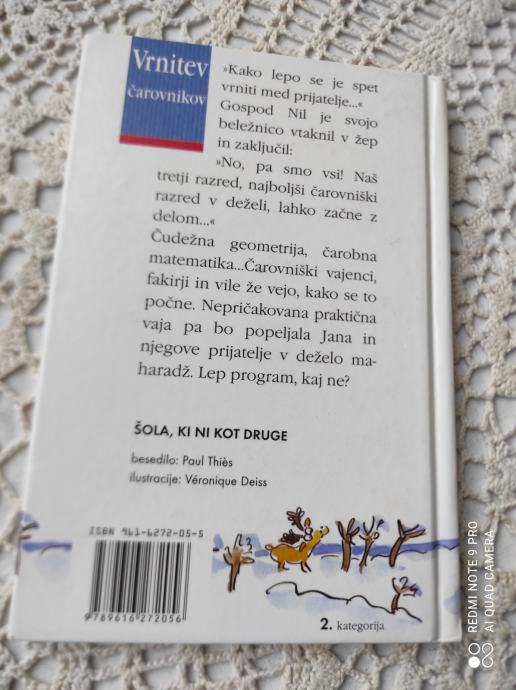 Vrnitev
čarovnikov
»Kako lepo se je spet
vrniti med prijatelje...«
Gospod Nil je svojo
beležnico vtaknil v žep
in zaključil:
»No, pa smo vsi! Naš
tretji razred, najboljši čarovniški
razred v deželi, lahko začne z
delom...«
Čudežna geometrija, čarobna
matematika...Čarovniški vajenci,
fakirji in vile že vejo, kako se to
počne. Nepričakovana praktična
vaja pa bo popeljala Jana in
njegove prijatelje v deželo ma-
haradž. Lep program, kaj ne?
ŠOLA, KI NI KOT DRUGE
besedilo: Paul Thiès
ilustracije: Véronique Deiss
ISBN 961-6272-05-5
9789616272056
2. kategorija
REDMI NOTE 9 PRO
AI QUAD CAMERA